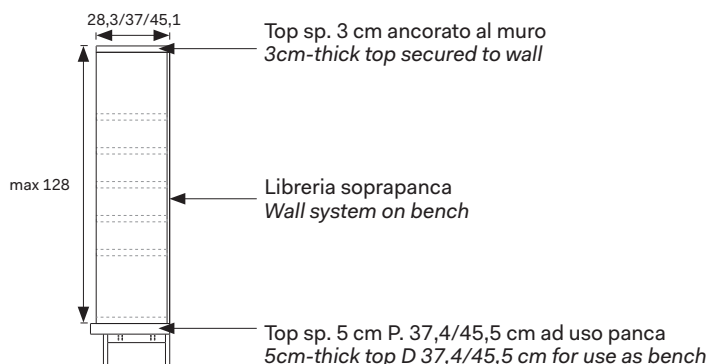 28,3/37/45,1
Top sp. 3 cm ancorato al muro
3cm-thick top secured to wall
max 128
Libreria soprapanca
Wall system on bench
Top sp. 5 cm P. 37,4/45,5 cm ad uso panca
5cm-thick top D 37,4/45,5 cm for use as bench